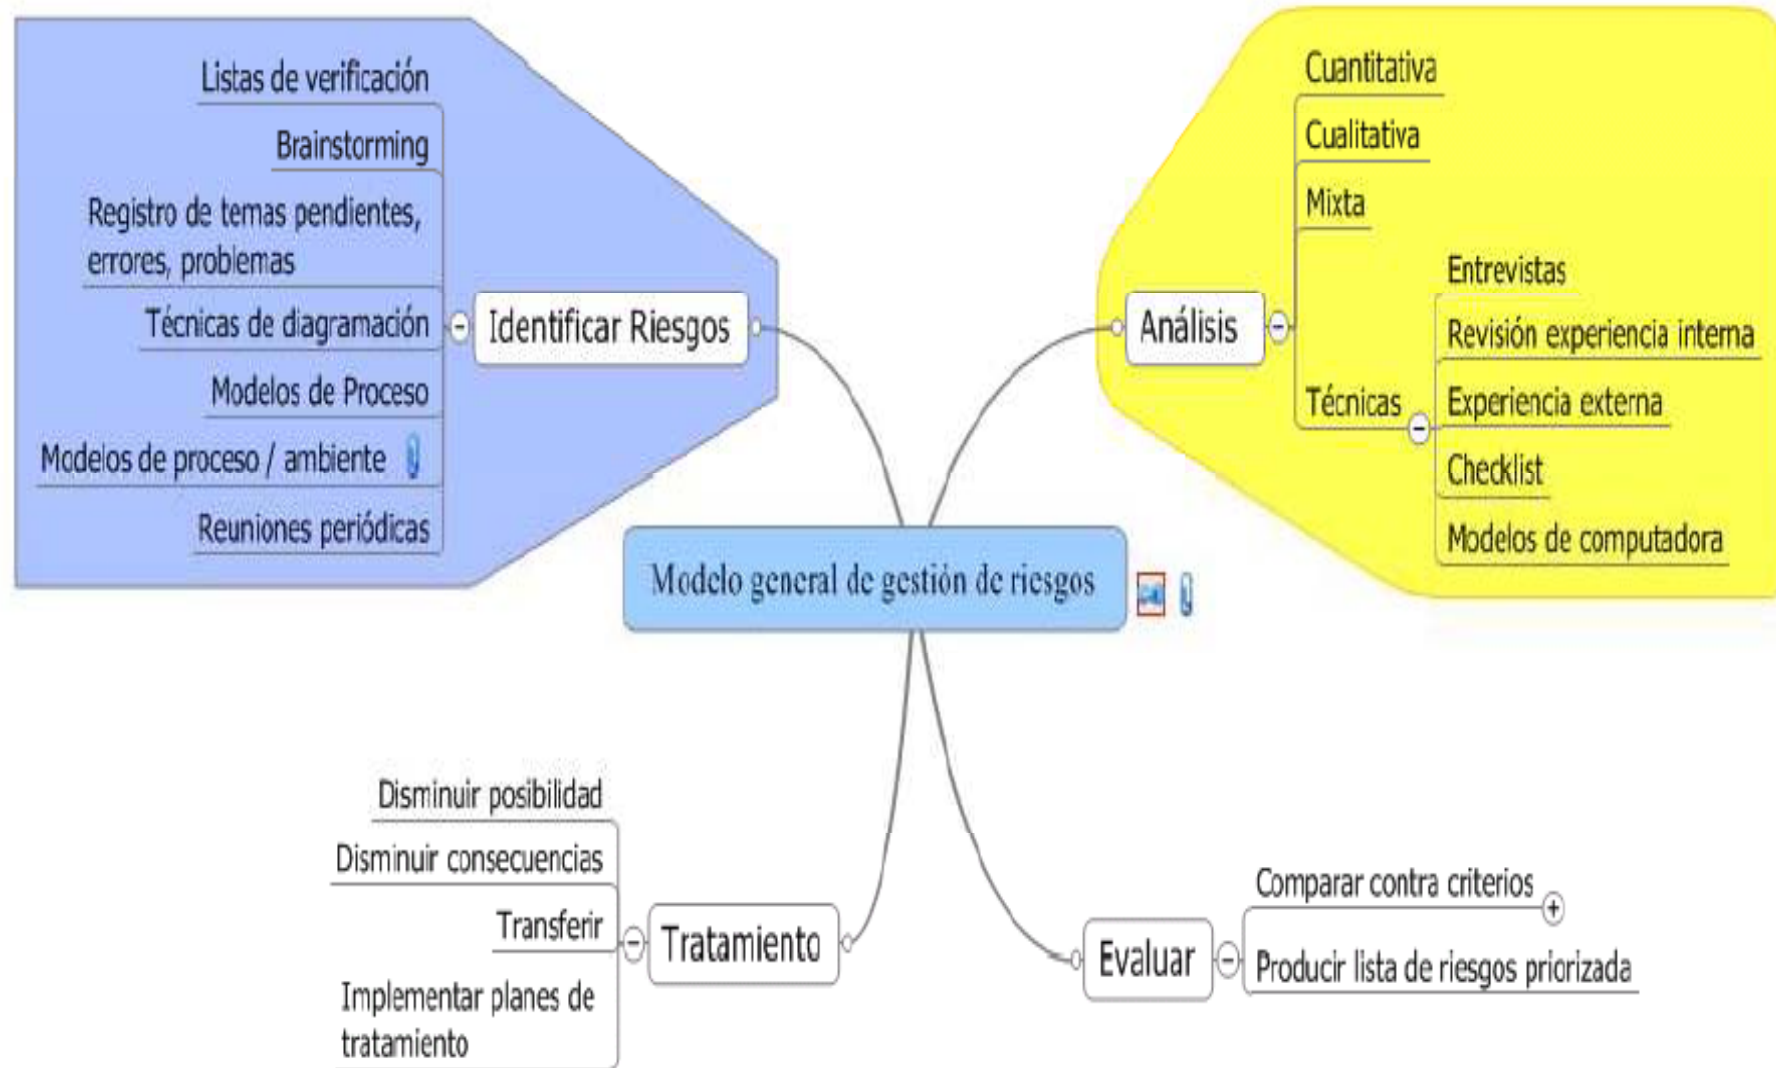 Listas de verificación
Brainstorming
Registro de temas pendientes,
errores, problemas
Técnicas de diagramación
Modelos de Proceso
Modelos de proceso / ambiente
Reuniones periódicas
Identificar Riesgos
Análisis
Cuantitativa
Cualitativa
Mixta
Técnicas
Entrevistas
Revisión experiencia interna
Experiencia externa
Checklist
Modelos de computadora
Modelo general de gestión de riesgos
Disminuir posibilidad
Disminuir consecuencias
Transferir
Implementar planes de
tratamiento
Tratamiento
Evaluar
Comparar contra criterios
Producir lista de riesgos priorizada